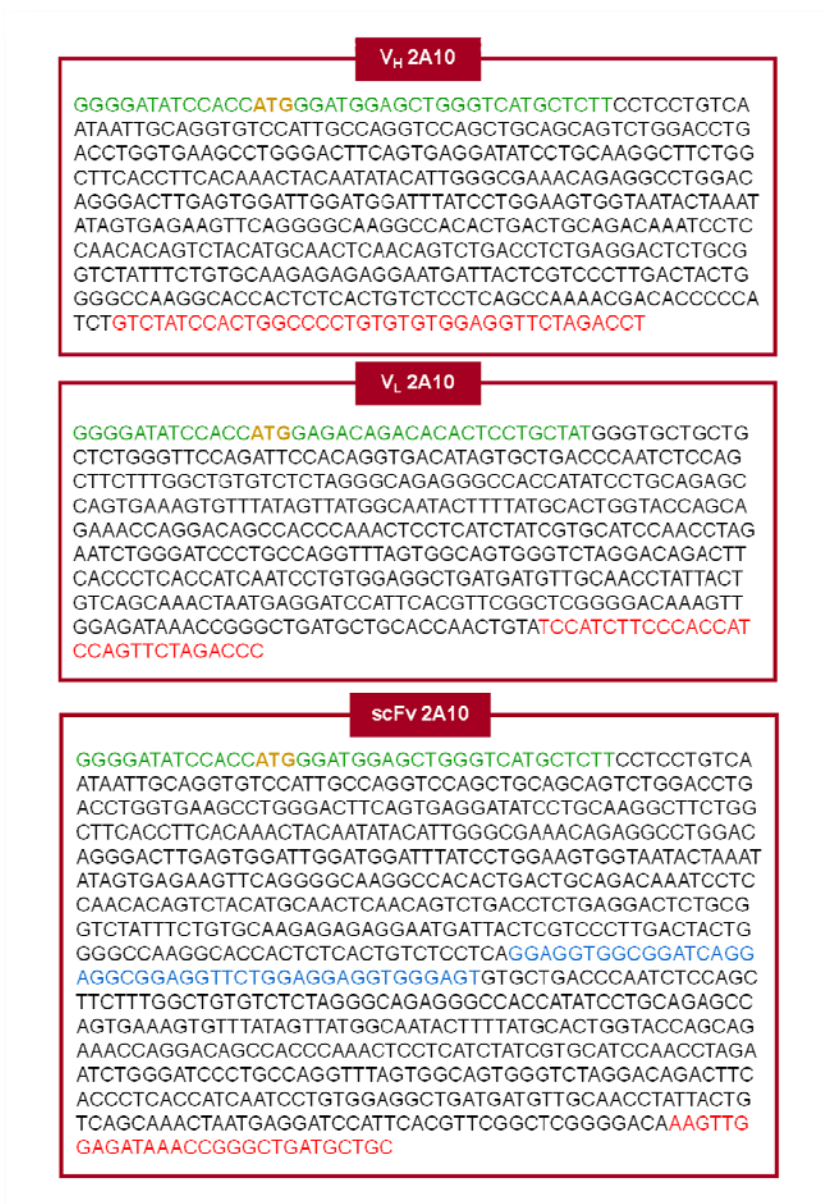 VH 2A10
GGGGATATCCACCATGGGATGGAGCTGGGTCATGCTCTTCCTCCTGTCA
ATAATTGCAGGTGTCCATTGCCAGGTCCAGCTGCAGCAGTCTGGACCTG
ACCTGGTGAAGCCTGGGACTTCAGTGAGGATATCCTGCAAGGCTTCTGG
CTTCACCTTCACAAACTACAATATACATTGGGCGAAACAGAGGCCTGGAC
AGGGACTTGAGTGGATTGGATGGATTTATCCTGGAAGTGGTAATACTAAAT
ATAGTGAGAAGTTCAGGGGCAAGGCCACACTGACTGCAGACAAATCCTC
CAACACAGTCTACATGCAACTCAACAGTCTGACCTCTGAGGACTCTGCG
GTCTATTTCTGTGCAAGAGAGAGGAATGATTACTCGTCCCTTGACTACTG
GGGCCAAGGCACCACTCTCACTGTCTCCTCAGCCAAAACGACACCCCCA
TCTGTCTATCCACTGGCCCCTGTGTGTGGAGGTTCTAGACCT
VL 2A10
GGGGATATCCACCATGGAGACAGACACACTCCTGCTATGGGTGCTGCTG
CTCTGGGTTCCAGATTCCACAGGTGACATAGTGCTGACCCAATCTCCAG
CTTCTTTGGCTGTGTCTCTAGGGCAGAGGGCCACCATATCCTGCAGAGC
CAGTGAAAGTGTTTATAGTTATGGCAATACTTTTATGCACTGGTACCAGCA
GAAACCAGGACAGCCACCCAAACTCCTCATCTATCGTGCATCCAACCTAG
AATCTGGGATCCCTGCCAGGTTTAGTGGCAGTGGGTCTAGGACAGACTT
CACCCTCACCATCAATCCTGTGGAGGCTGATGATGTTGCAACCTATTACT
GTCAGCAAACTAATGAGGATCCATTCACGTTCGGCTCGGGGACAAAGTT
GGAGATAAACCGGGCTGATGCTGCACCAACTGTATCCATCTTCCCACCAT
CCAGTTCTAGACCC
scFv 2A10
GGGGATATCCACCATGGGATGGAGCTGGGTCATGCTCTTCCTCCTGTCA
ATAATTGCAGGTGTCCATTGCCAGGTCCAGCTGCAGCAGTCTGGACCTG
ACCTGGTGAAGCCTGGGACTTCAGTGAGGATATCCTGCAAGGCTTCTGG
CTTCACCTTCACAAACTACAATATACATTGGGCGAAACAGAGGCCTGGAC
AGGGACTTGAGTGGATTGGATGGATTTATCCTGGAAGTGGTAATACTAAAT
ATAGTGAGAAGTTCAGGGGCAAGGCCACACTGACTGCAGACAAATCCTC
CAACACAGTCTACATGCAACTCAACAGTCTGACCTCTGAGGACTCTGCG
GTCTATTTCTGTGCAAGAGAGAGGAATGATTACTCGTCCCTTGACTACTG
GGGCCAAGGCACCACTCTCACTGTCTCCTCAGGAGGTGGCGGATCAGG
AGGCGGAGGTTCTGGAGGAGGTGGGAGTGTGCTGACCCAATCTCCAGC
TTCTTTGGCTGTGTCTCTAGGGCAGAGGGCCACCATATCCTGCAGAGCC
AGTGAAAGTGTTTATAGTTATGGCAATACTTTTATGCACTGGTACCAGCAG
AAACCAGGACAGCCACCCAAACTCCTCATCTATCGTGCATCCAACCTAGA
ATCTGGGATCCCTGCCAGGTTTAGTGGCAGTGGGTCTAGGACAGACTTC
ACCCTCACCATCAATCCTGTGGAGGCTGATGATGTTGCAACCTATTACTG
TCAGCAAACTAATGAGGATCCATTCACGTTCGGCTCGGGGACAAAGTTG
GAGATAAACCGGGCTGATGCTGC